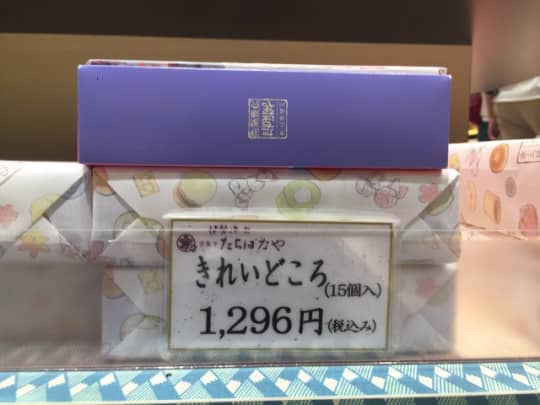 たちばなや
きれいどころ
(15個入)
1,296円(税込み)